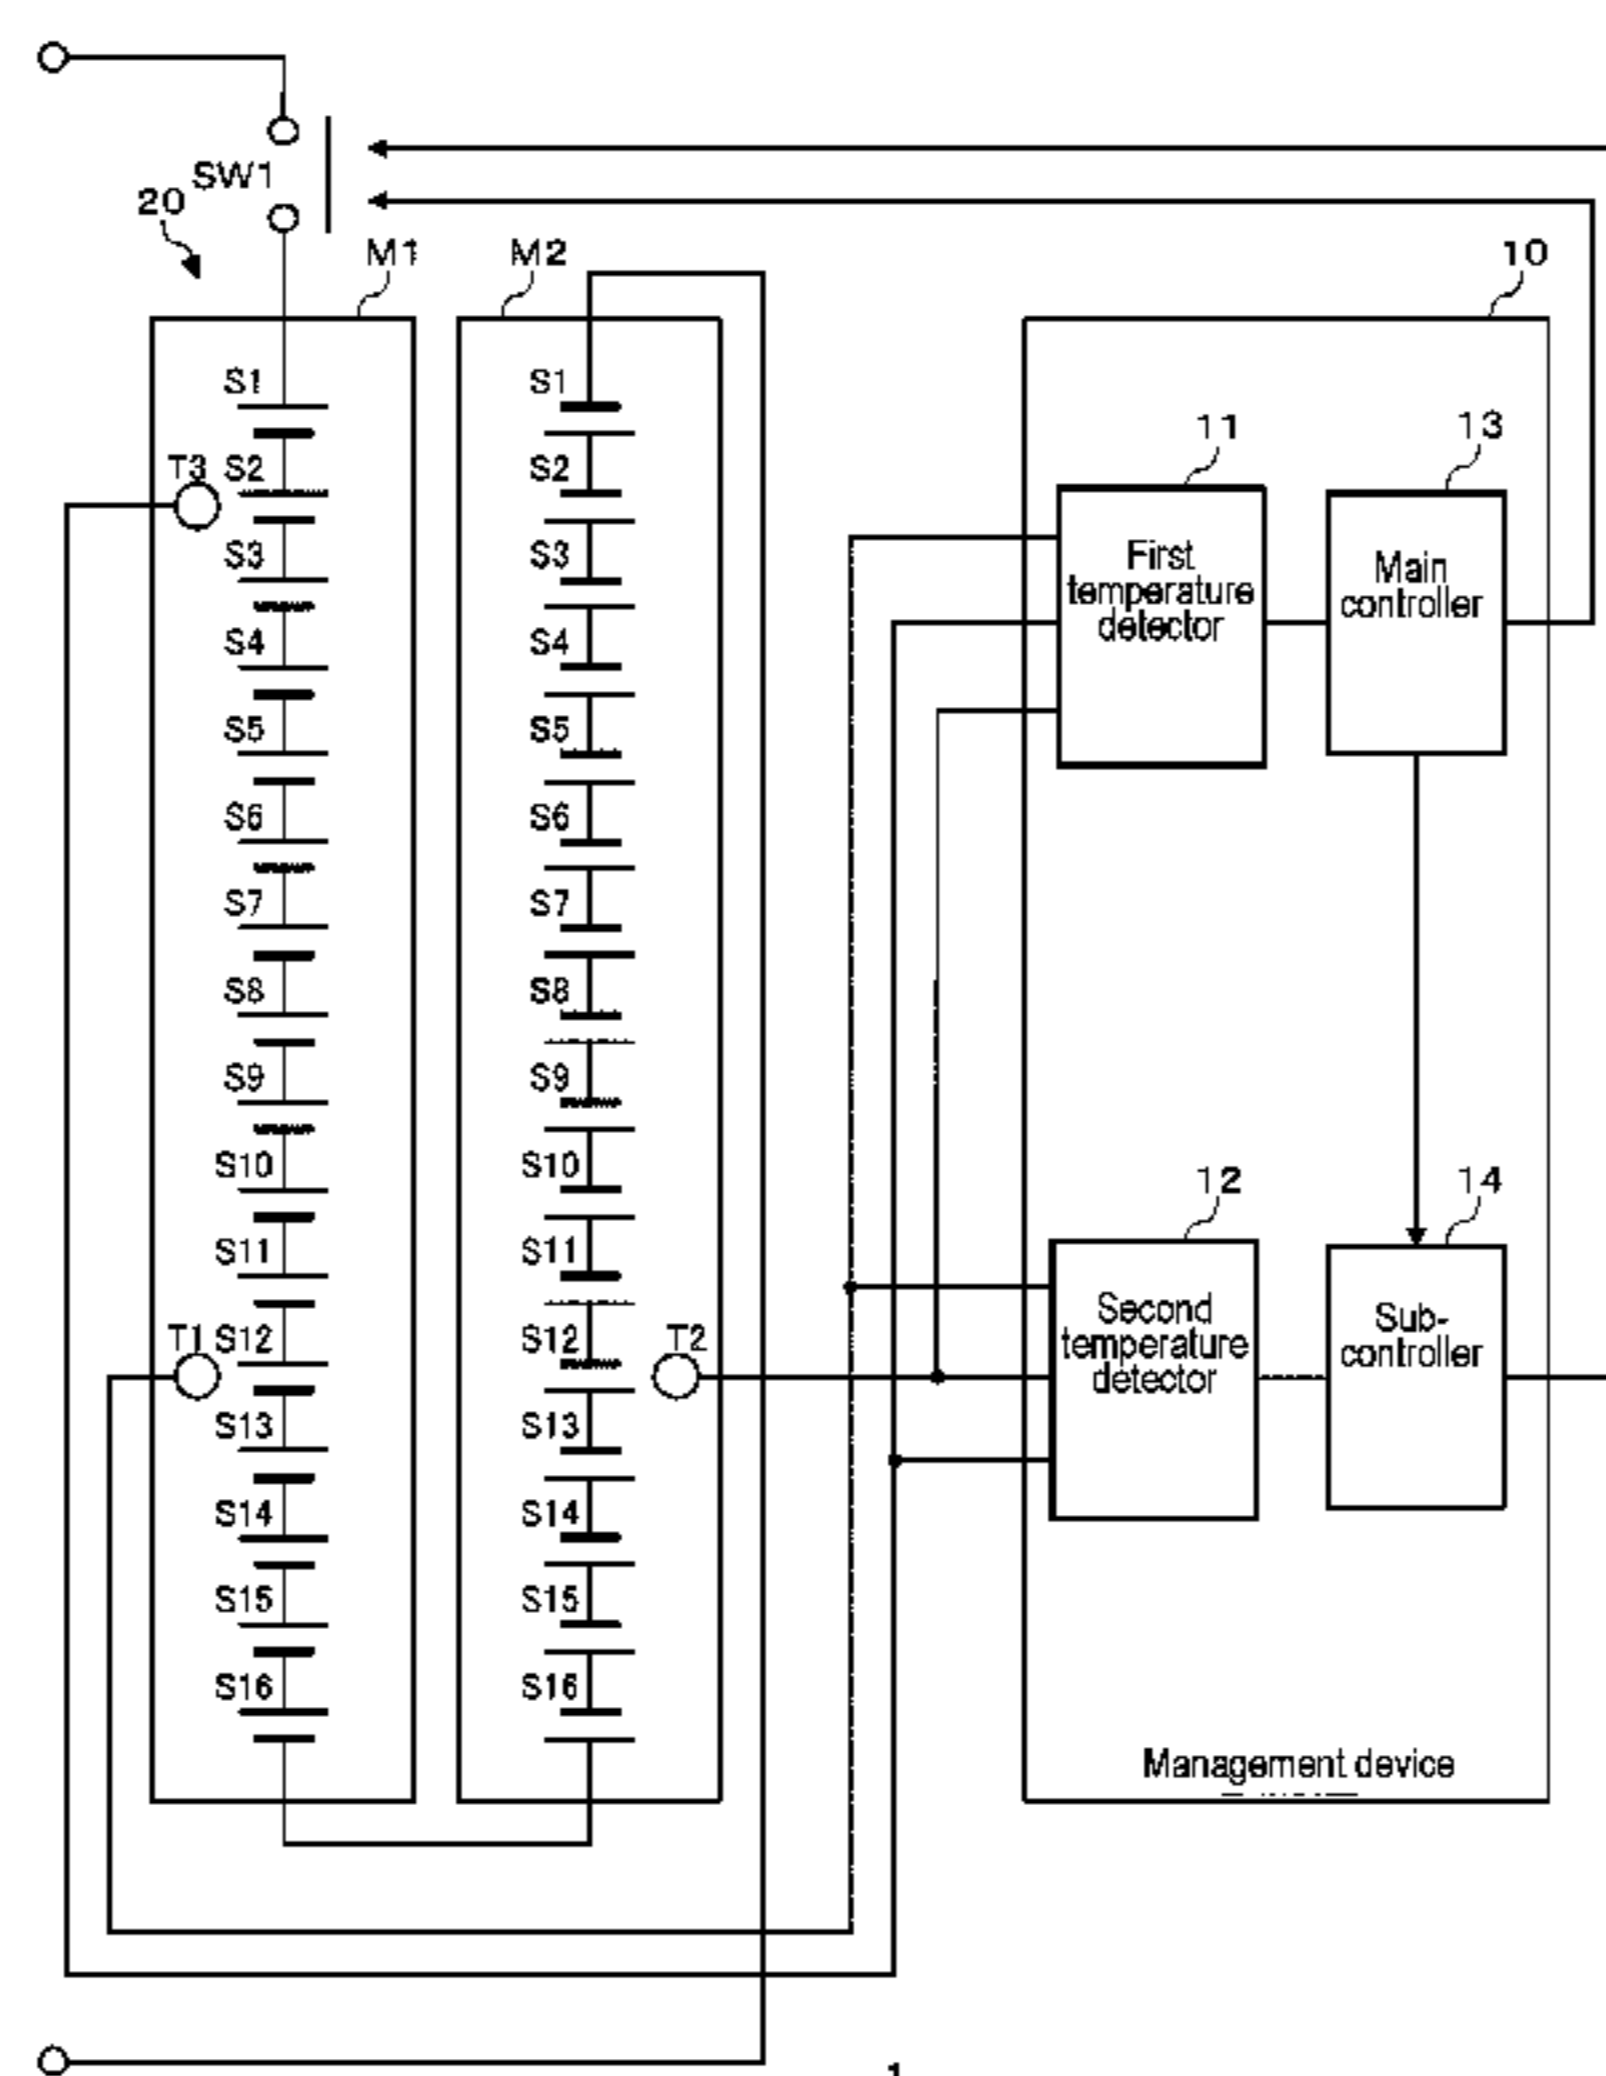 SW1
20
M1
M2
10
S1
S1
11
13
T3
S2
S2
S3
S3
First
temperature
detector
Main
controller
S4
S4
S5
S5
S6
S6
S7
S7
S8
S8
S9
S9
S10
S10
12
14
S11
S11
T1
S12
S12
T2
Second
temperature
detector
Sub-
controller
S13
S13
S14
S14
S15
S15
S16
S16
Management device
1